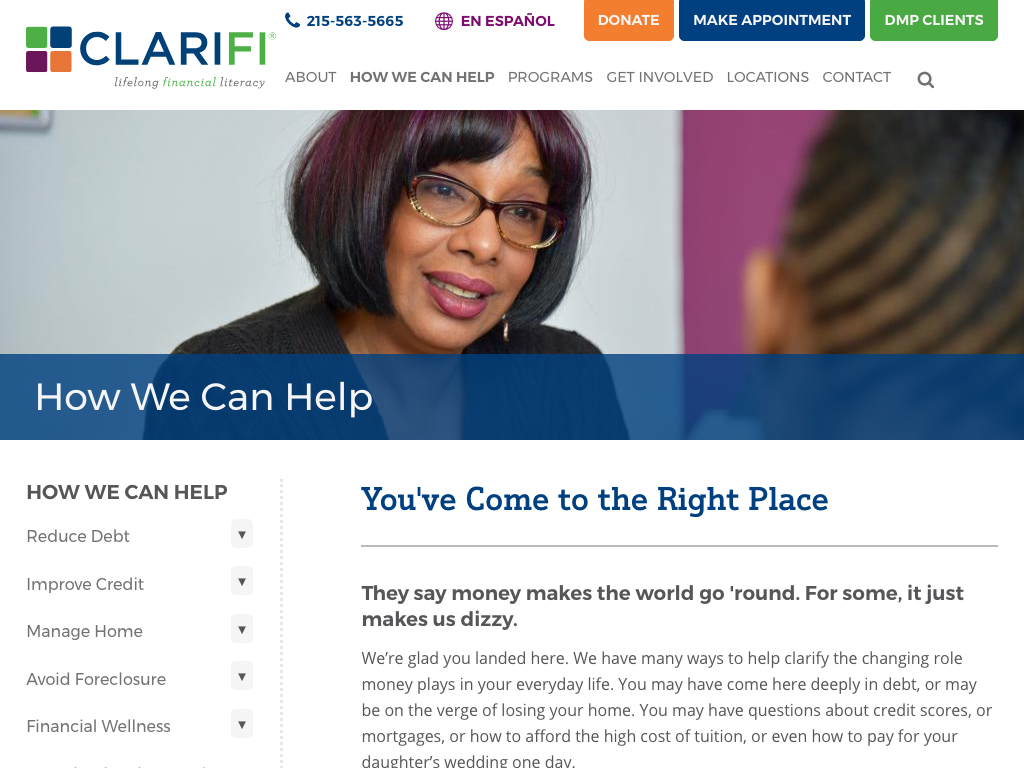 215-563-5665
EN ESPAÑOL
DONATE
MAKE APPOINTMENT
DMP CLIENTS
CLARIFI®
lifelong financial literacy
ABOUT
HOW WE CAN HELP
PROGRAMS
GET INVOLVED
LOCATIONS
CONTACT
How We Can Help
HOW WE CAN HELP
Reduce Debt
Improve Credit
Manage Home
Avoid Foreclosure
Financial Wellness
You've Come to the Right Place
They say money makes the world go 'round. For some, it just
makes us dizzy.
We’re glad you landed here. We have many ways to help clarify the changing role
money plays in your everyday life. You may have come here deeply in debt, or may
be on the verge of losing your home. You may have questions about credit scores, or
mortgages, or how to afford the high cost of tuition, or even how to pay for your
daughter’s wedding one day.